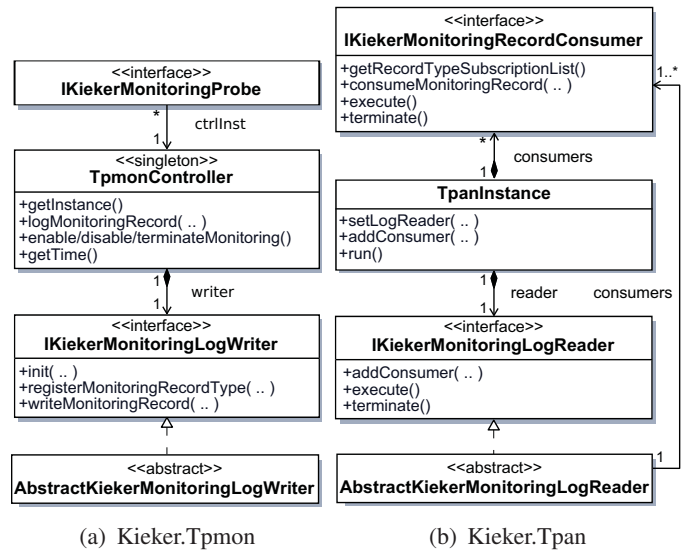 <<interface>>
IKiekerMonitoringProbe
*
ctrlInst
1
<<singleton>>
TpmonController
+getInstance()
+logMonitoringRecord( .. )
+enable/disable/terminateMonitoring()
+getTime()
1
writer
1
<<interface>>
IKiekerMonitoringLogWriter
+init( .. )
+registerMonitoringRecordType( .. )
+writeMonitoringRecord( .. )
<<abstract>>
AbstractKiekerMonitoringLogWriter
(a) Kieker.Tpmon
<<interface>>
IKiekerMonitoringRecordConsumer
+getRecordTypeSubscriptionList()
+consumeMonitoringRecord( .. )
+execute()
+terminate()
1..*
*
consumers
1
TpanInstance
+setLogReader( .. )
+addConsumer( .. )
+run()
1
reader
consumers
1
<<interface>>
IKiekerMonitoringLogReader
+addConsumer( .. )
+execute()
+terminate()
1
<<abstract>>
AbstractKiekerMonitoringLogReader
(b) Kieker.Tpan